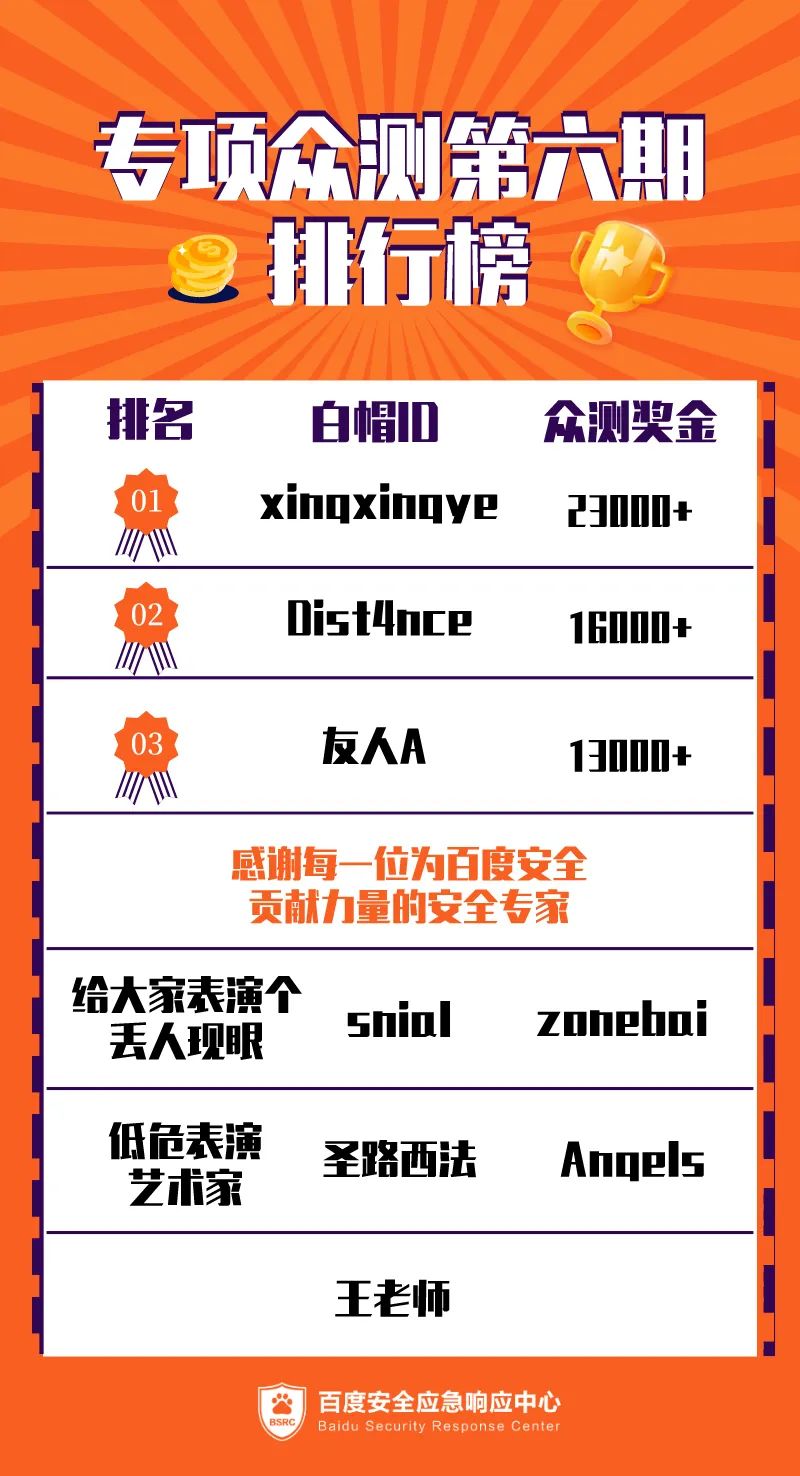 专项众测第六期
排行榜
排名 白帽ID 众测奖金
01 xingxingye 23000+
02 Dist4nce 16000+
03 友人A 13000+
感谢每一位为百度安全
贡献力量的安全专家
给大家表演个
丢人现眼
snial
zonebai
低危表演
艺术家
圣路西法
Angels
王老师
BSRC
百度安全应急响应中心
Baidu Security Response Center